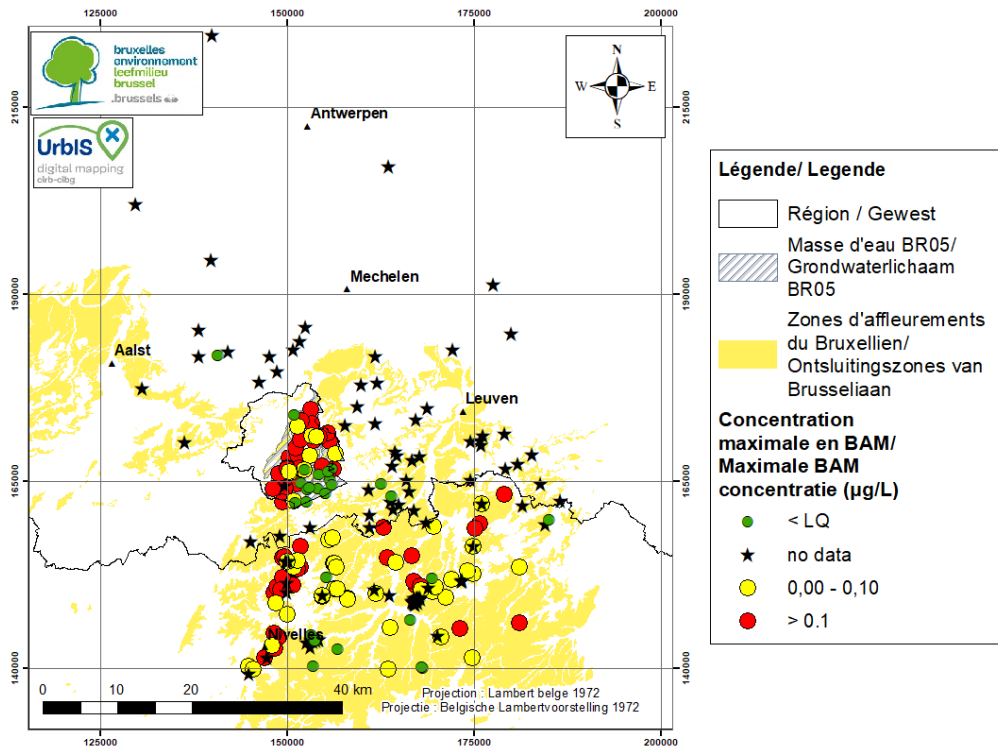 125000 150000 175000 200000
bruxelles
environnement
leefmilieu
brussel
.brussels
UrbIS
digital mapping
cirb-cibg
N
W E
S
215000 215000
Antwerpen
190000 190000
Mechelen
Aalst
Leuven
165000 165000
Nivelles
140000 140000
0 10 20 40 km
Projection : Lambert belge 1972
Projectie : Belgische Lambertvoorstelling 1972
125000 150000 175000 200000
Légende/ Legende
Région / Gewest
Masse d'eau BR05/
Grondwaterlichaam
BR05
Zones d'affleurements
du Bruxellien/
Ontsluitingszones van
Brusseliaan
Concentration
maximale en BAM/
Maximale BAM
concentratie (µg/L)
< LQ
no data
0,00 - 0,10
> 0.1